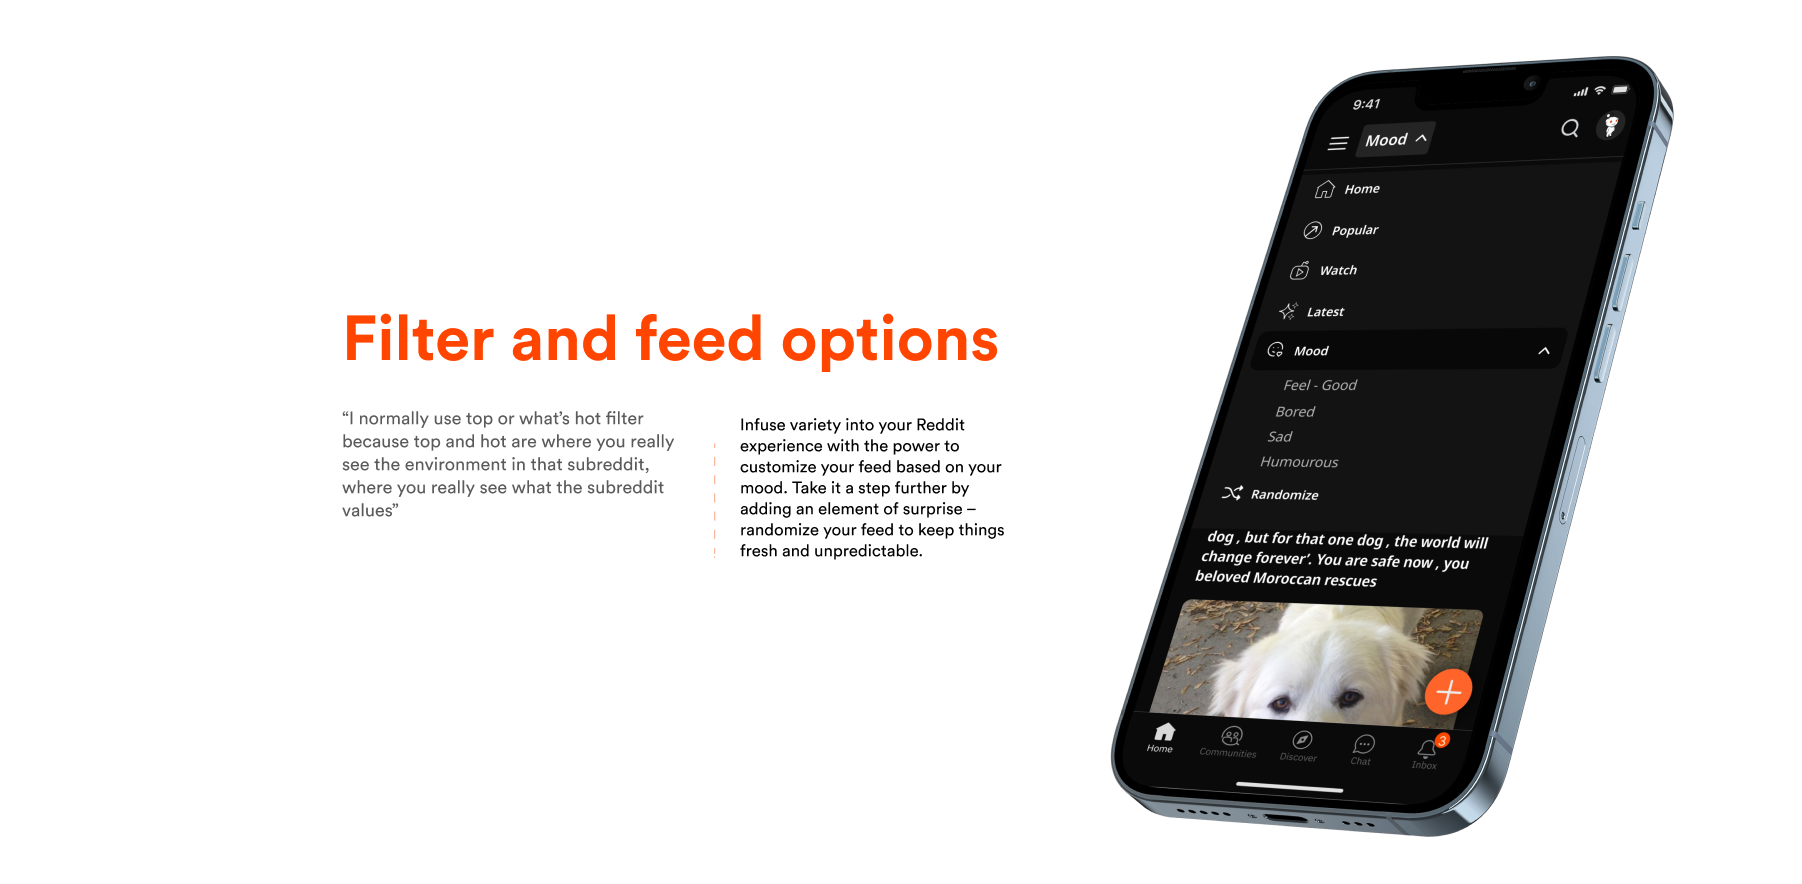 Filter and feed options
“I normally use top or what’s hot filter
because top and hot are where you really
see the environment in that subreddit,
where you really see what the subreddit
values”
Infuse variety into your Reddit
experience with the power to
customize your feed based on your
mood. Take it a step further by
adding an element of surprise –
randomize your feed to keep things
fresh and unpredictable.
9:41
Mood
Home
Popular
Watch
Latest
Mood
Feel - Good
Bored
Sad
Humourous
Randomize
dog , but for that one dog , the world will
change forever’. You are safe now , you
beloved Moroccan rescues
Home
Communities
Discover
Chat
3
Inbox